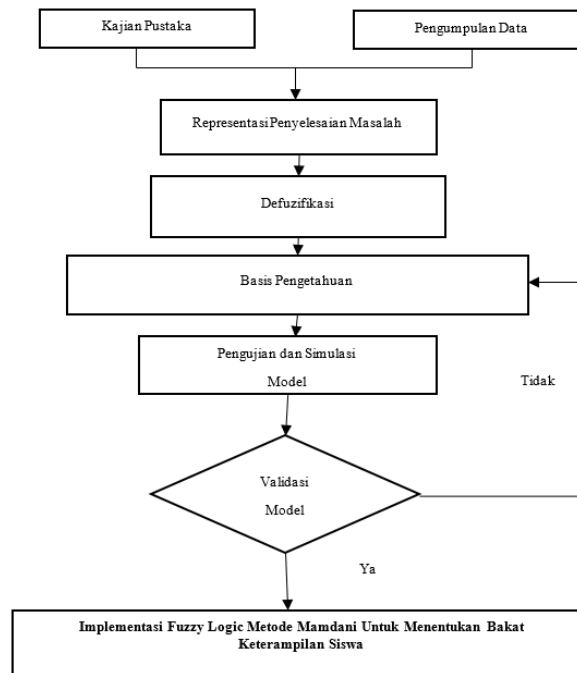 Kajian Pustaka
Pengumpulan Data
Representasi Penyelesaian Masalah
Defuzifikasi
Basis Pengetahuan
Pengujian dan Simulasi
Model
Tidak
Validasi
Model
Ya
Implementasi Fuzzy Logic Metode Mamdani Untuk Menentukan Bakat
Keterampilan Siswa